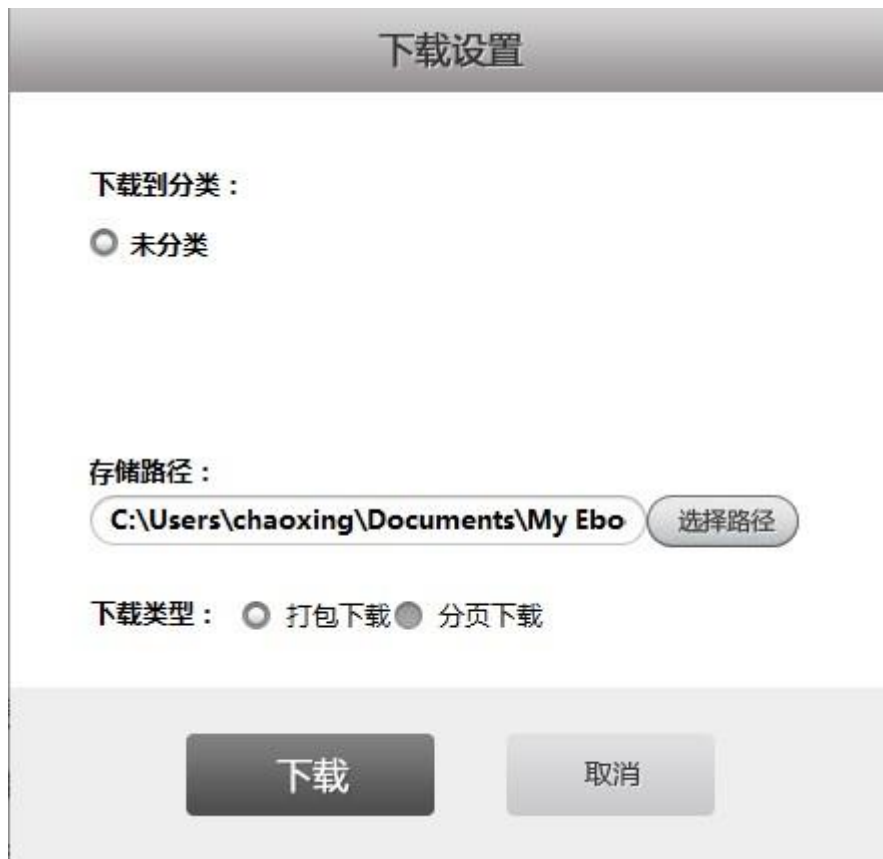 下载设置
下载到分类：
未分类
存储路径：
C:\Users\chaoxing\Documents\My Ebo 选择路径
下载类型： 打包下载 分页下载
下载 取消